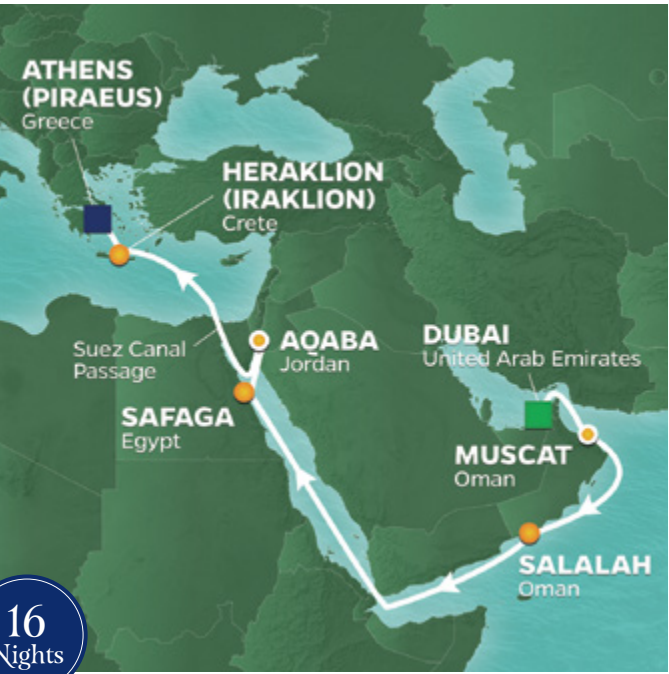 ATHENS
(PIRAEUS)
Greece
HERAKLION
(IRAKLION)
Crete
Suez Canal
Passage
AQABA
Jordan
DUBAI
United Arab Emirates
SAFAGA
Egypt
MUSCAT
Oman
SALALAH
Oman
16
Nights